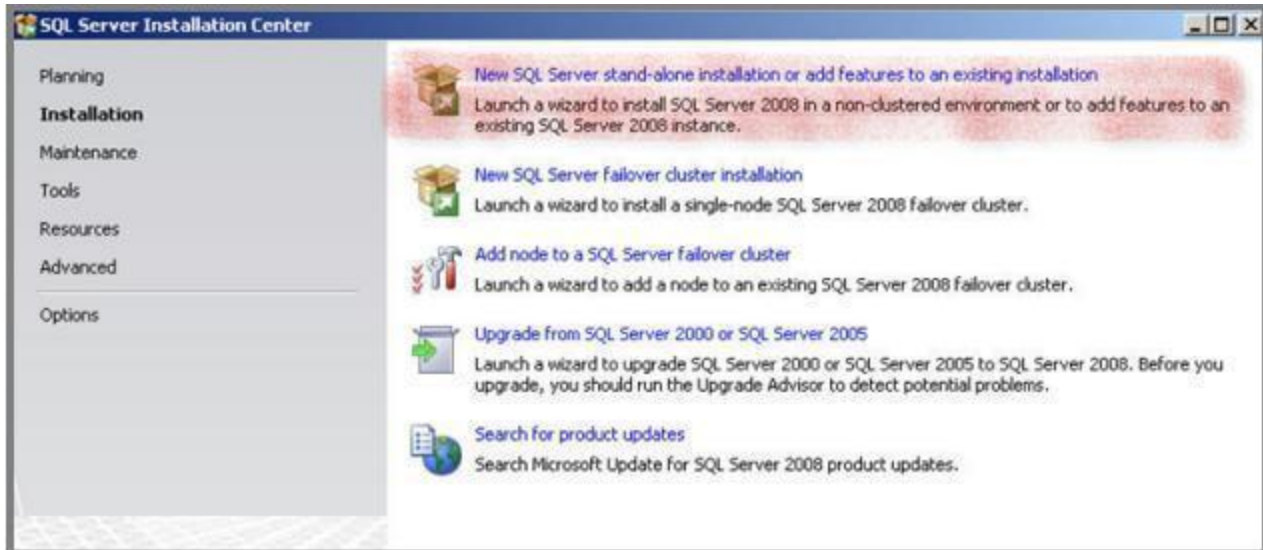 SQL Server Installation Center
Planning
Installation
Maintenance
Tools
Resources
Advanced
Options
New SQL Server stand-alone installation or add features to an existing installation
Launch a wizard to install SQL Server 2008 in a non-clustered environment or to add features to an
existing SQL Server 2008 instance.
New SQL Server failover cluster installation
Launch a wizard to install a single-node SQL Server 2008 failover cluster.
Add node to a SQL Server failover cluster
Launch a wizard to add a node to an existing SQL Server 2008 failover cluster.
Upgrade from SQL Server 2000 or SQL Server 2005
Launch a wizard to upgrade SQL Server 2000 or SQL Server 2005 to SQL Server 2008. Before you
upgrade, you should run the Upgrade Advisor to detect potential problems.
Search for product updates
Search Microsoft Update for SQL Server 2008 product updates.